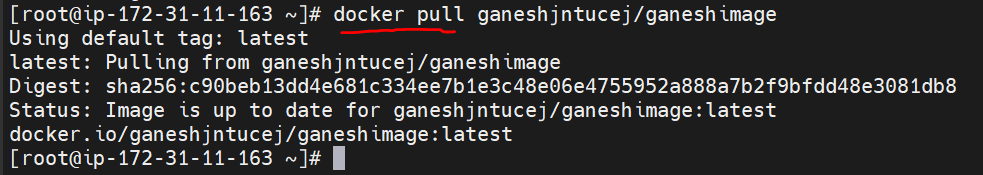 [root@ip-172-31-11-163 ~]# docker pull ganeshjntucej/ganeshimage
Using default tag: latest
latest: Pulling from ganeshjntucej/ganeshimage
Digest: sha256:c90beb13dd4e681c334ee7b1e3c48e06e4755952a888a7b2f9bfdd48e3081db8
Status: Image is up to date for ganeshjntucej/ganeshimage:latest
docker.io/ganeshjntucej/ganeshimage:latest
[root@ip-172-31-11-163 ~]#